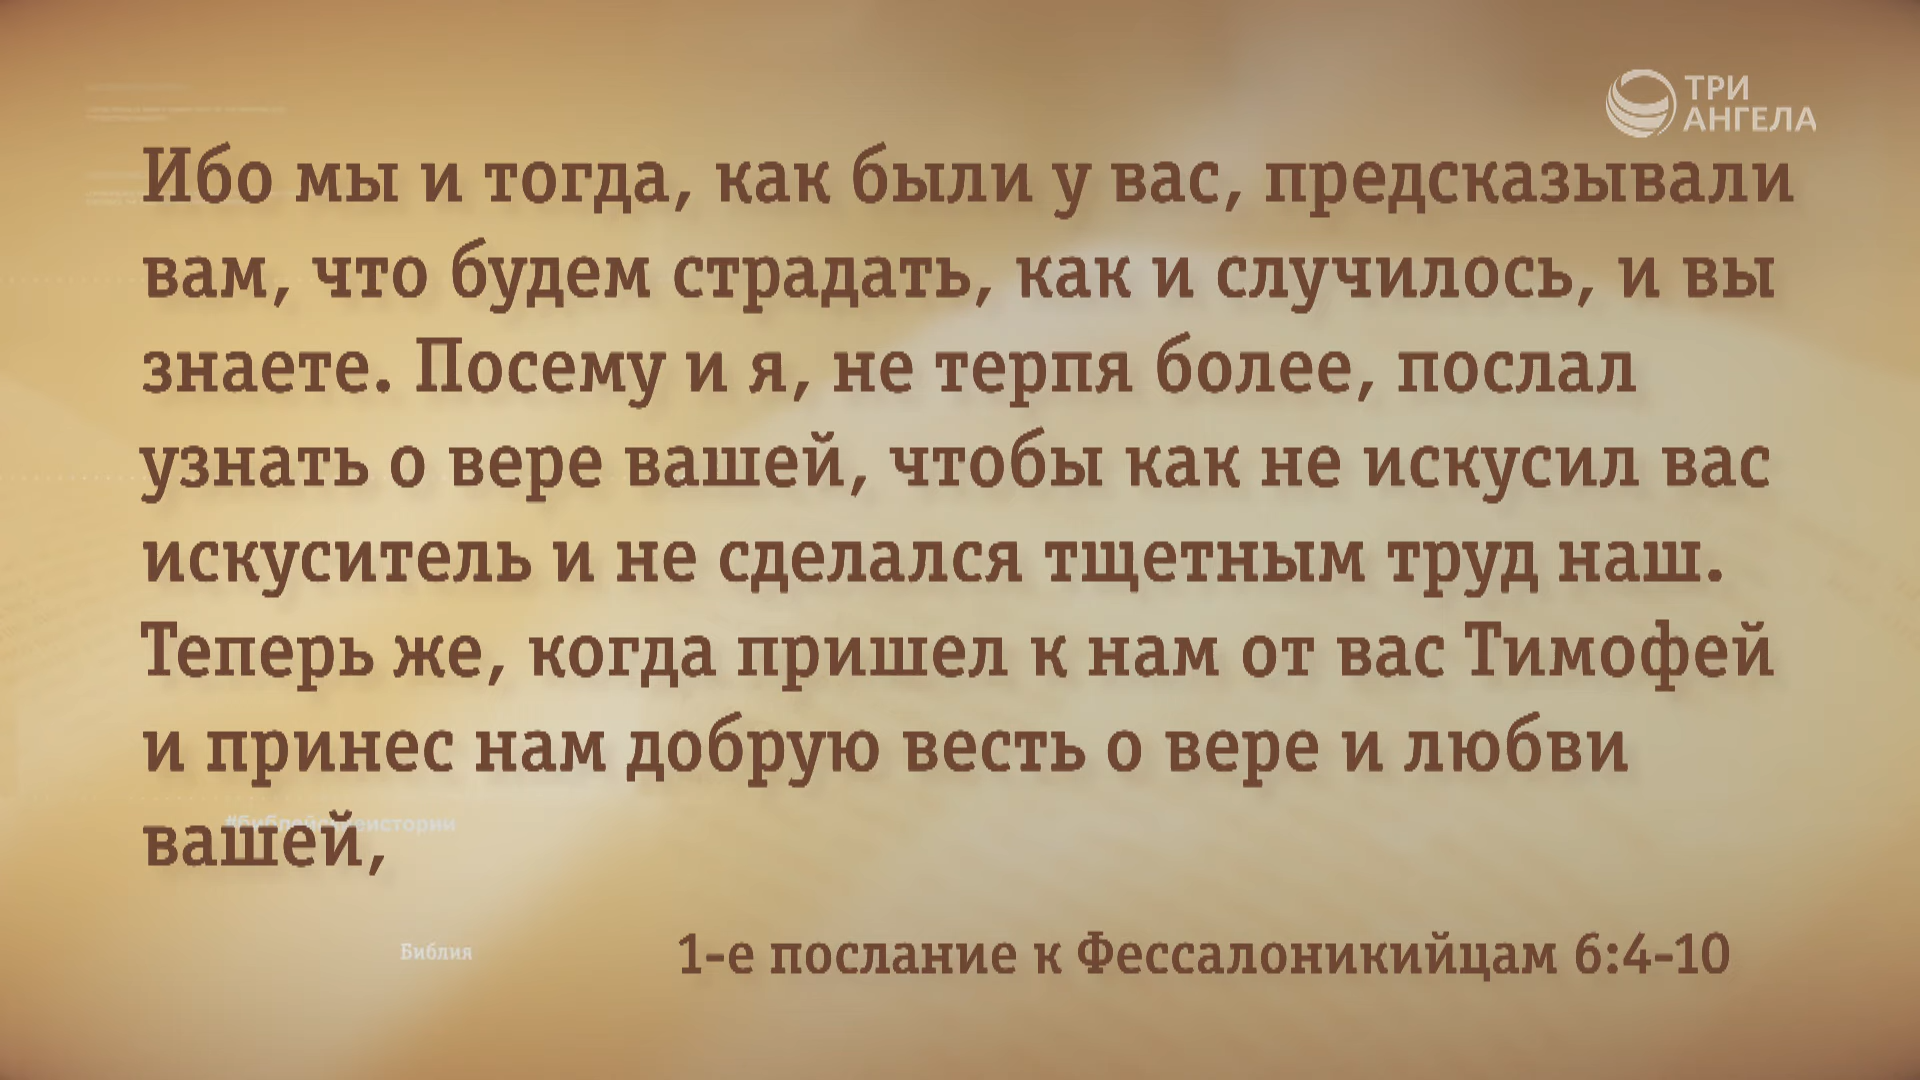 ТРИ
АНГЕЛА
Ибо мы и тогда, как были у вас, предсказывали
вам, что будем страдать, как и случилось, и вы
знаете. Посему и я, не терпя более, послал
узнать о вере вашей, чтобы как не искусил вас
искуситель и не сделался тщетным труд наш.
Теперь же, когда пришел к нам от вас Тимофей
и принес нам добрую весть о вере и любви
вашей,
Библия
1-е послание к Фессалоникийцам 6:4-10